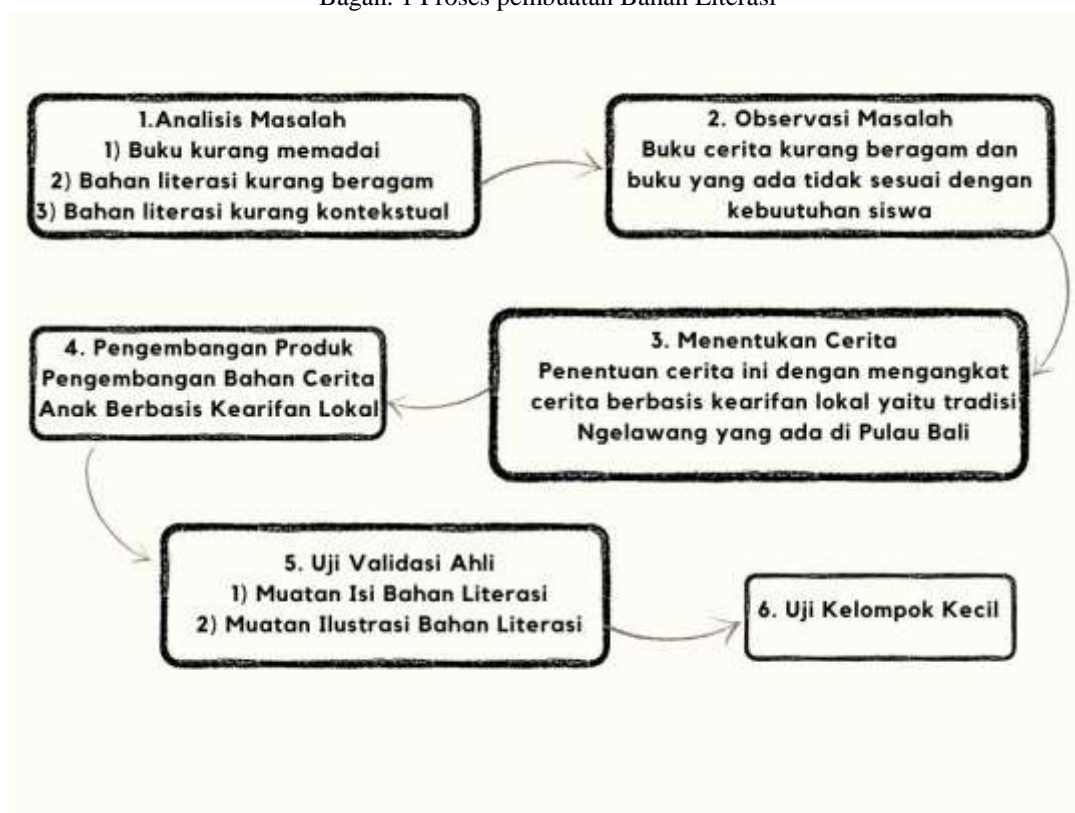 Bagan. 1 Proses pembuatan Bahan Literasi
1.Analisis Masalah
1) Buku kurang memadai
2) Bahan literasi kurang beragam
3) Bahan literasi kurang kontekstual
2. Observasi Masalah
Buku cerita kurang beragam dan
buku yang ada tidak sesuai dengan
kebuutuhan siswa
3. Menentukan Cerita
Penentuan cerita ini dengan mengangkat
cerita berbasis kearifan lokal yaitu tradisi
Ngelawang yang ada di Pulau Bali
4. Pengembangan Produk
Pengembangan Bahan Cerita
Anak Berbasis Kearifan Lokal
5. Uji Validasi Ahli
1) Muatan Isi Bahan Literasi
2) Muatan Ilustrasi Bahan Literasi
6. Uji Kelompok Kecil